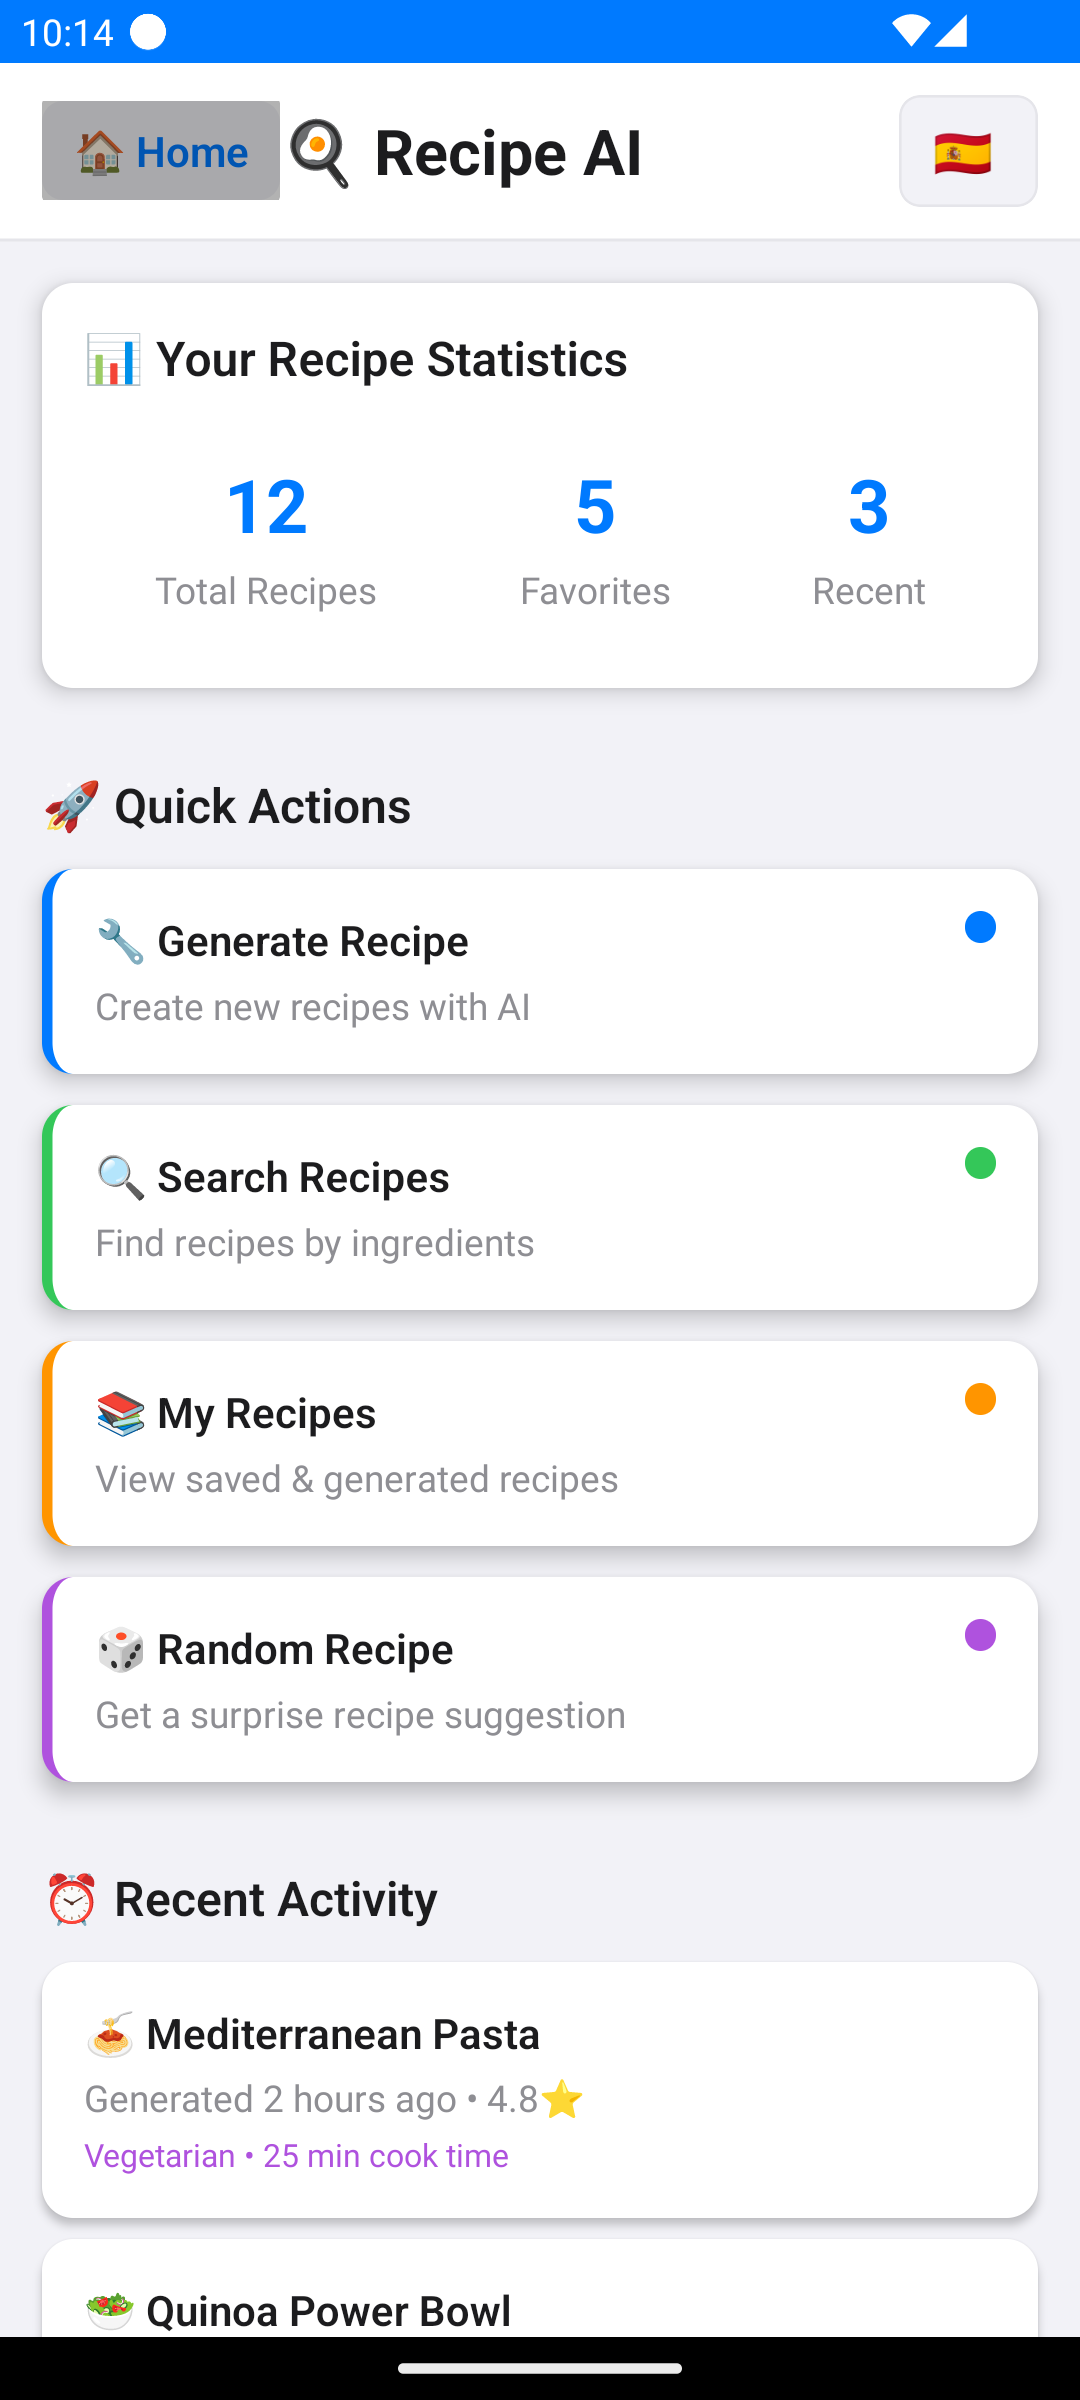 10:14
🏠 Home 🍳 Recipe AI 🇪🇸
📊 Your Recipe Statistics
12 5 3
Total Recipes Favorites Recent
🚀 Quick Actions
🔧 Generate Recipe
Create new recipes with AI
🔍 Search Recipes
Find recipes by ingredients
📚 My Recipes
View saved & generated recipes
🎲 Random Recipe
Get a surprise recipe suggestion
⏰ Recent Activity
🍝 Mediterranean Pasta
Generated 2 hours ago • 4.8⭐
Vegetarian • 25 min cook time
🥗 Quinoa Power Bowl